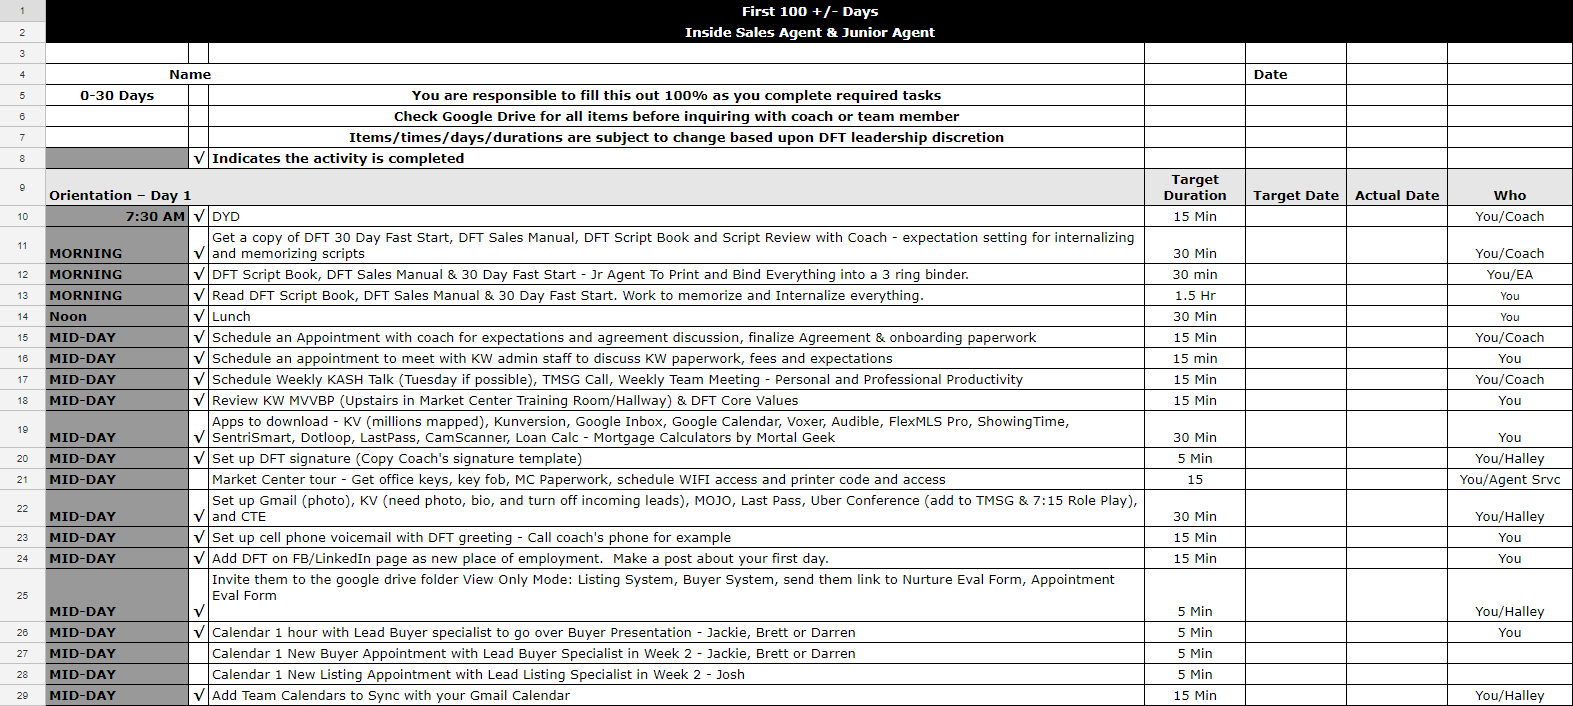 1 First 100 +/- Days
2 Inside Sales Agent & Junior Agent
3
4 Name Date
5 0-30 Days You are responsible to fill this out 100% as you complete required tasks
6 Check Google Drive for all items before inquiring with coach or team member
7 Items/times/days/durations are subject to change based upon DFT leadership discretion
8 √ Indicates the activity is completed
9 Orientation – Day 1 Target Duration Target Date Actual Date Who
10 7:30 AM √ DYD 15 Min You/Coach
11 MORNING √ Get a copy of DFT 30 Day Fast Start, DFT Sales Manual, DFT Script Book and Script Review with Coach - expectation setting for internalizing
and memorizing scripts 30 Min You/Coach
12 MORNING √ DFT Script Book, DFT Sales Manual & 30 Day Fast Start - Jr Agent To Print and Bind Everything into a 3 ring binder. 30 min You/EA
13 MORNING √ Read DFT Script Book, DFT Sales Manual & 30 Day Fast Start. Work to memorize and Internalize everything. 1.5 Hr You
14 Noon √ Lunch 30 Min You
15 MID-DAY √ Schedule an Appointment with coach for expectations and agreement discussion, finalize Agreement & onboarding paperwork 15 Min You/Coach
16 MID-DAY √ Schedule an appointment to meet with KW admin staff to discuss KW paperwork, fees and expectations 15 min You
17 MID-DAY √ Schedule Weekly KASH Talk (Tuesday if possible), TMSG Call, Weekly Team Meeting - Personal and Professional Productivity 15 Min You/Coach
18 MID-DAY √ Review KW MVVBP (Upstairs in Market Center Training Room/Hallway) & DFT Core Values 15 Min You
19 MID-DAY √ Apps to download - KV (millions mapped), Kunversion, Google Inbox, Google Calendar, Voxer, Audible, FlexMLS Pro, ShowingTime,
SentriSmart, Dotloop, LastPass, CamScanner, Loan Calc - Mortgage Calculators by Mortal Geek 30 Min You
20 MID-DAY √ Set up DFT signature (Copy Coach's signature template) 5 Min You/Halley
21 MID-DAY Market Center tour - Get office keys, key fob, MC Paperwork, schedule WIFI access and printer code and access 15 You/Agent Srvc
22 MID-DAY √ Set up Gmail (photo), KV (need photo, bio, and turn off incoming leads), MOJO, Last Pass, Uber Conference (add to TMSG & 7:15 Role Play),
and CTE 30 Min You/Halley
23 MID-DAY √ Set up cell phone voicemail with DFT greeting - Call coach's phone for example 15 Min You
24 MID-DAY √ Add DFT on FB/LinkedIn page as new place of employment. Make a post about your first day. 15 Min You
25 MID-DAY √ Invite them to the google drive folder View Only Mode: Listing System, Buyer System, send them link to Nurture Eval Form, Appointment
Eval Form 5 Min You/Halley
26 MID-DAY √ Calendar 1 hour with Lead Buyer specialist to go over Buyer Presentation - Jackie, Brett or Darren 5 Min You
27 MID-DAY Calendar 1 New Buyer Appointment with Lead Buyer Specialist in Week 2 - Jackie, Brett or Darren 5 Min
28 MID-DAY Calendar 1 New Listing Appointment with Lead Listing Specialist in Week 2 - Josh 5 Min
29 MID-DAY √ Add Team Calendars to Sync with your Gmail Calendar 15 Min You/Halley